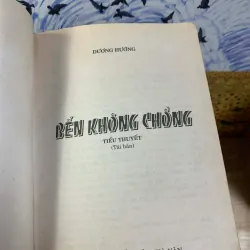 DƯƠNG HƯỚNG
BẾN KHÔNG CHỒNG
TIỂU THUYẾT
(Tái bản)